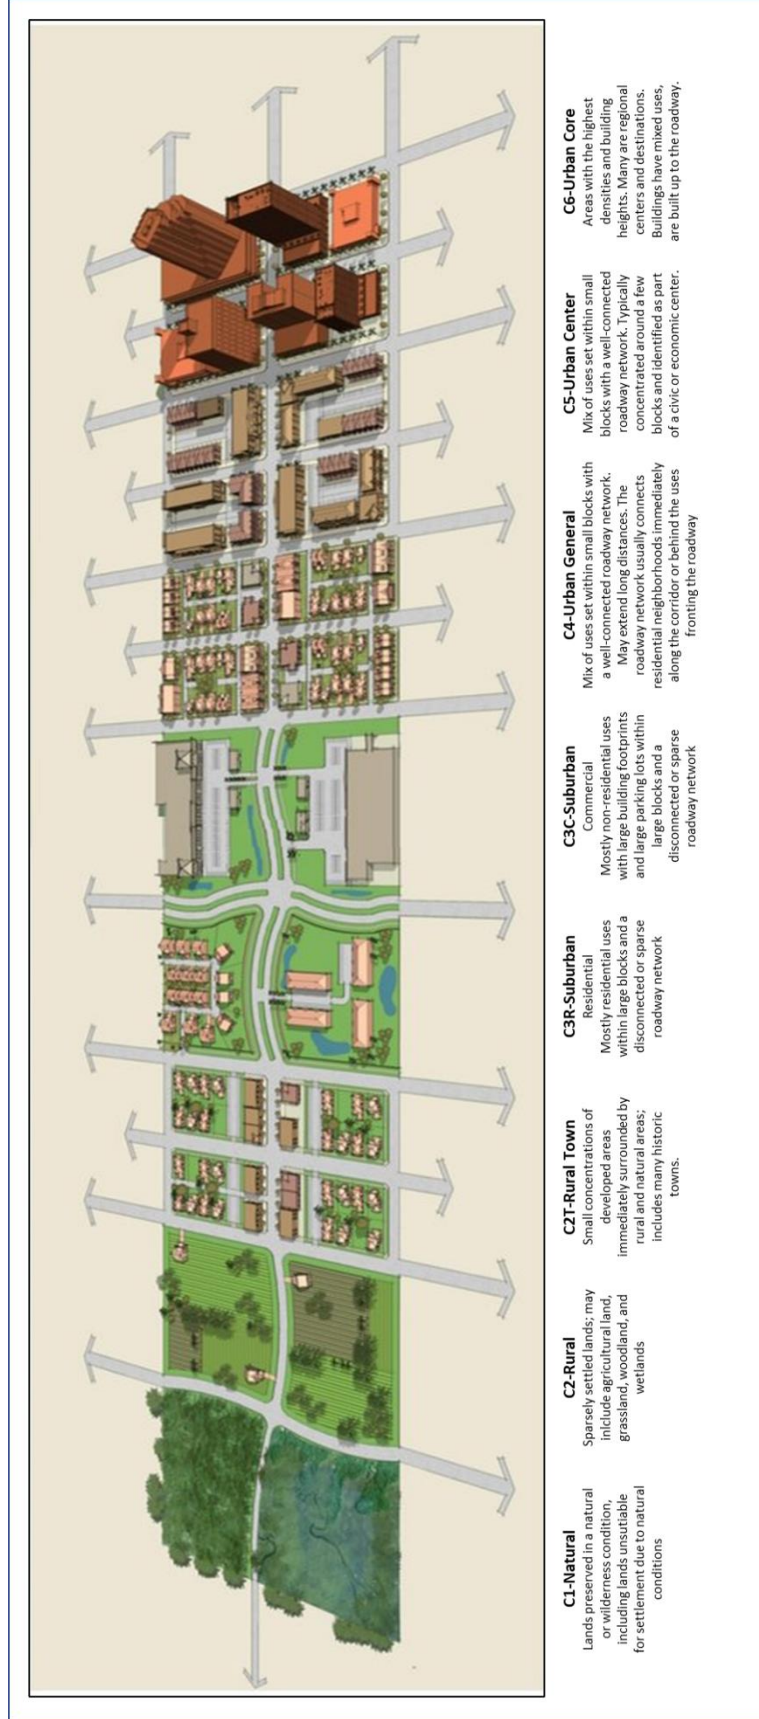 C1-Natural
Lands preserved in a natural
or wilderness condition,
including lands unsutiable
for settlement due to natural
conditions
C2-Rural
Sparsely settled lands; may
inlclude agricultural land,
grassland, woodland, and
wetlands
C2T-Rural Town
Small concentrations of
developed areas
immediately surrounded by
rural and natural areas;
includes many historic
towns.
C3R-Suburban
Residential
Mostly residential uses
within large blocks and a
disconnected or sparse
roadway network
C3C-Suburban
Commercial
Mostly non-residential uses
with large building footprints
and large parking lots within
large blocks and a
disconnected or sparse
roadway network
C4-Urban General
Mix of uses set within small blocks with
a well-connected roadway network.
May extend long distances. The
roadway network usually connects
residential neighborhoods immediately
along the corridor or behind the uses
fronting the roadway
C5-Urban Center
Mix of uses set within small
blocks with a well-connected
roadway network. Typically
concentrated around a few
blocks and identified as part
of a civic or economic center.
C6-Urban Core
Areas with the highest
densities and building
heights. Many are regional
centers and destinations.
Buildings have mixed uses,
are built up to the roadway.